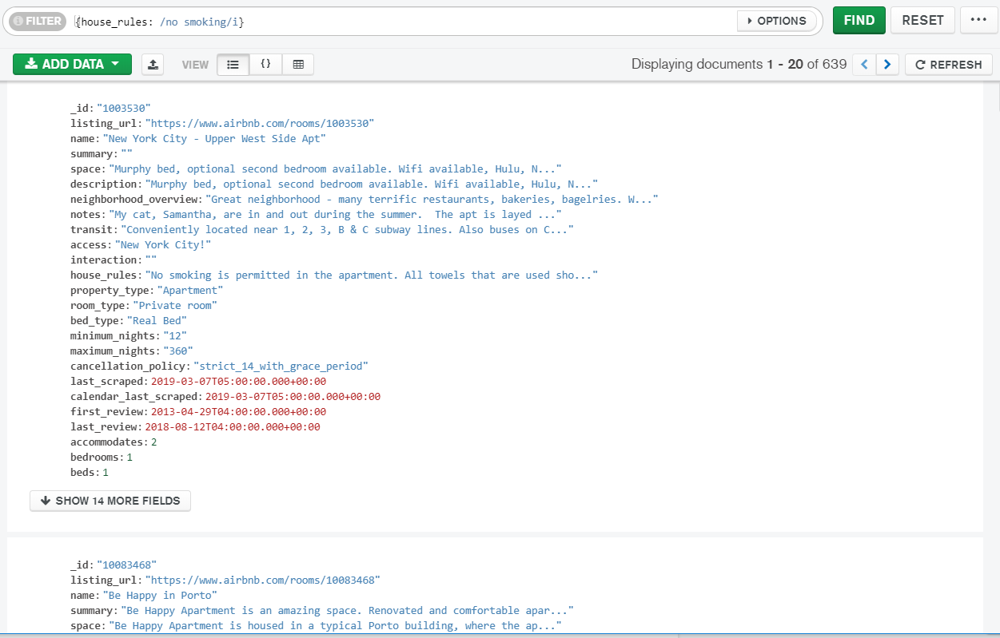 FILTER {house_rules: /no smoking/i} OPTIONS FIND RESET ...
ADD DATA VIEW {} Displaying documents 1 - 20 of 639 < > REFRESH
_id: "1003530"
listing_url: "https://www.airbnb.com/rooms/1003530"
name: "New York City - Upper West Side Apt"
summary: ""
space: "Murphy bed, optional second bedroom available. Wifi available, Hulu, N..."
description: "Murphy bed, optional second bedroom available. Wifi available, Hulu, N..."
neighborhood_overview: "Great neighborhood - many terrific restaurants, bakeries, bagelries. W..."
notes: "My cat, Samantha, are in and out during the summer.  The apt is layed ..."
transit: "Conveniently located near 1, 2, 3, B & C subway lines. Also buses on C..."
access: "New York City!"
interaction: ""
house_rules: "No smoking is permitted in the apartment. All towels that are used sho..."
property_type: "Apartment"
room_type: "Private room"
bed_type: "Real Bed"
minimum_nights: "12"
maximum_nights: "360"
cancellation_policy: "strict_14_with_grace_period"
last_scraped: 2019-03-07T05:00:00.000+00:00
calendar_last_scraped: 2019-03-07T05:00:00.000+00:00
first_review: 2013-04-29T04:00:00.000+00:00
last_review: 2018-08-12T04:00:00.000+00:00
accommodates: 2
bedrooms: 1
beds: 1
SHOW 14 MORE FIELDS
_id: "10083468"
listing_url: "https://www.airbnb.com/rooms/10083468"
name: "Be Happy in Porto"
summary: "Be Happy Apartment is an amazing space. Renovated and comfortable apar..."
space: "Be Happy Apartment is housed in a typical Porto building, where the ap..."